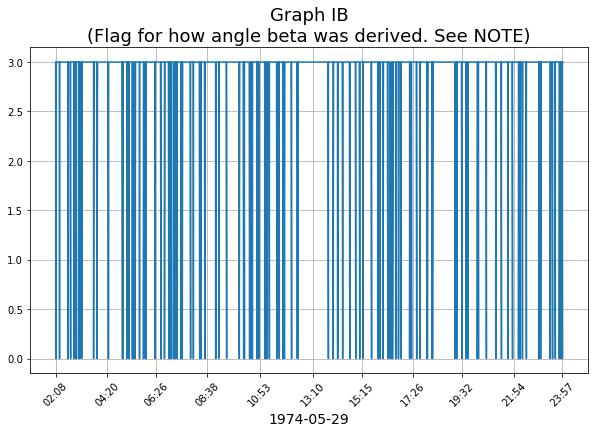 Graph IB
(Flag for how angle beta was derived. See NOTE)
3.0
2.5
2.0
1.5
1.0
0.5
0.0
02:08 04:20 06:26 08:38 10:53 13:10 15:15 17:26 19:32 21:54 23:57
1974-05-29